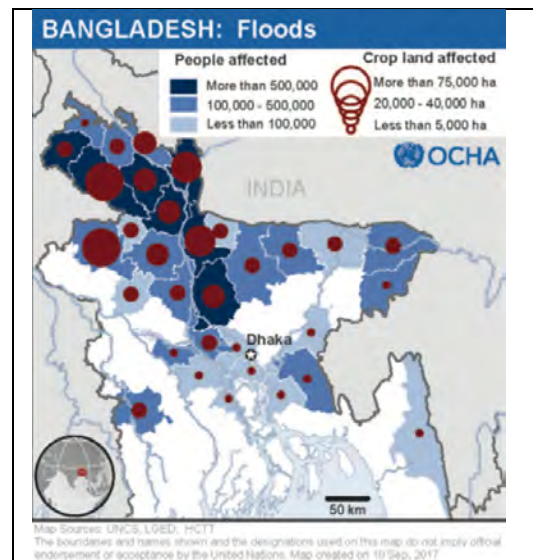 BANGLADESH: Floods
People affected
More than 500,000
100,000 - 500,000
Less than 100,000
Crop land affected
More than 75,000 ha
20,000 - 40,000 ha
Less than 5,000 ha
OCHA
INDIA
Dhaka
50 km
Map Sources: UNCS, LGED, HCTT
The boundaries and names shown and the designations used on this map do not imply official
endorsement or acceptance by the United Nations. Map created on 10 Sep, 2017